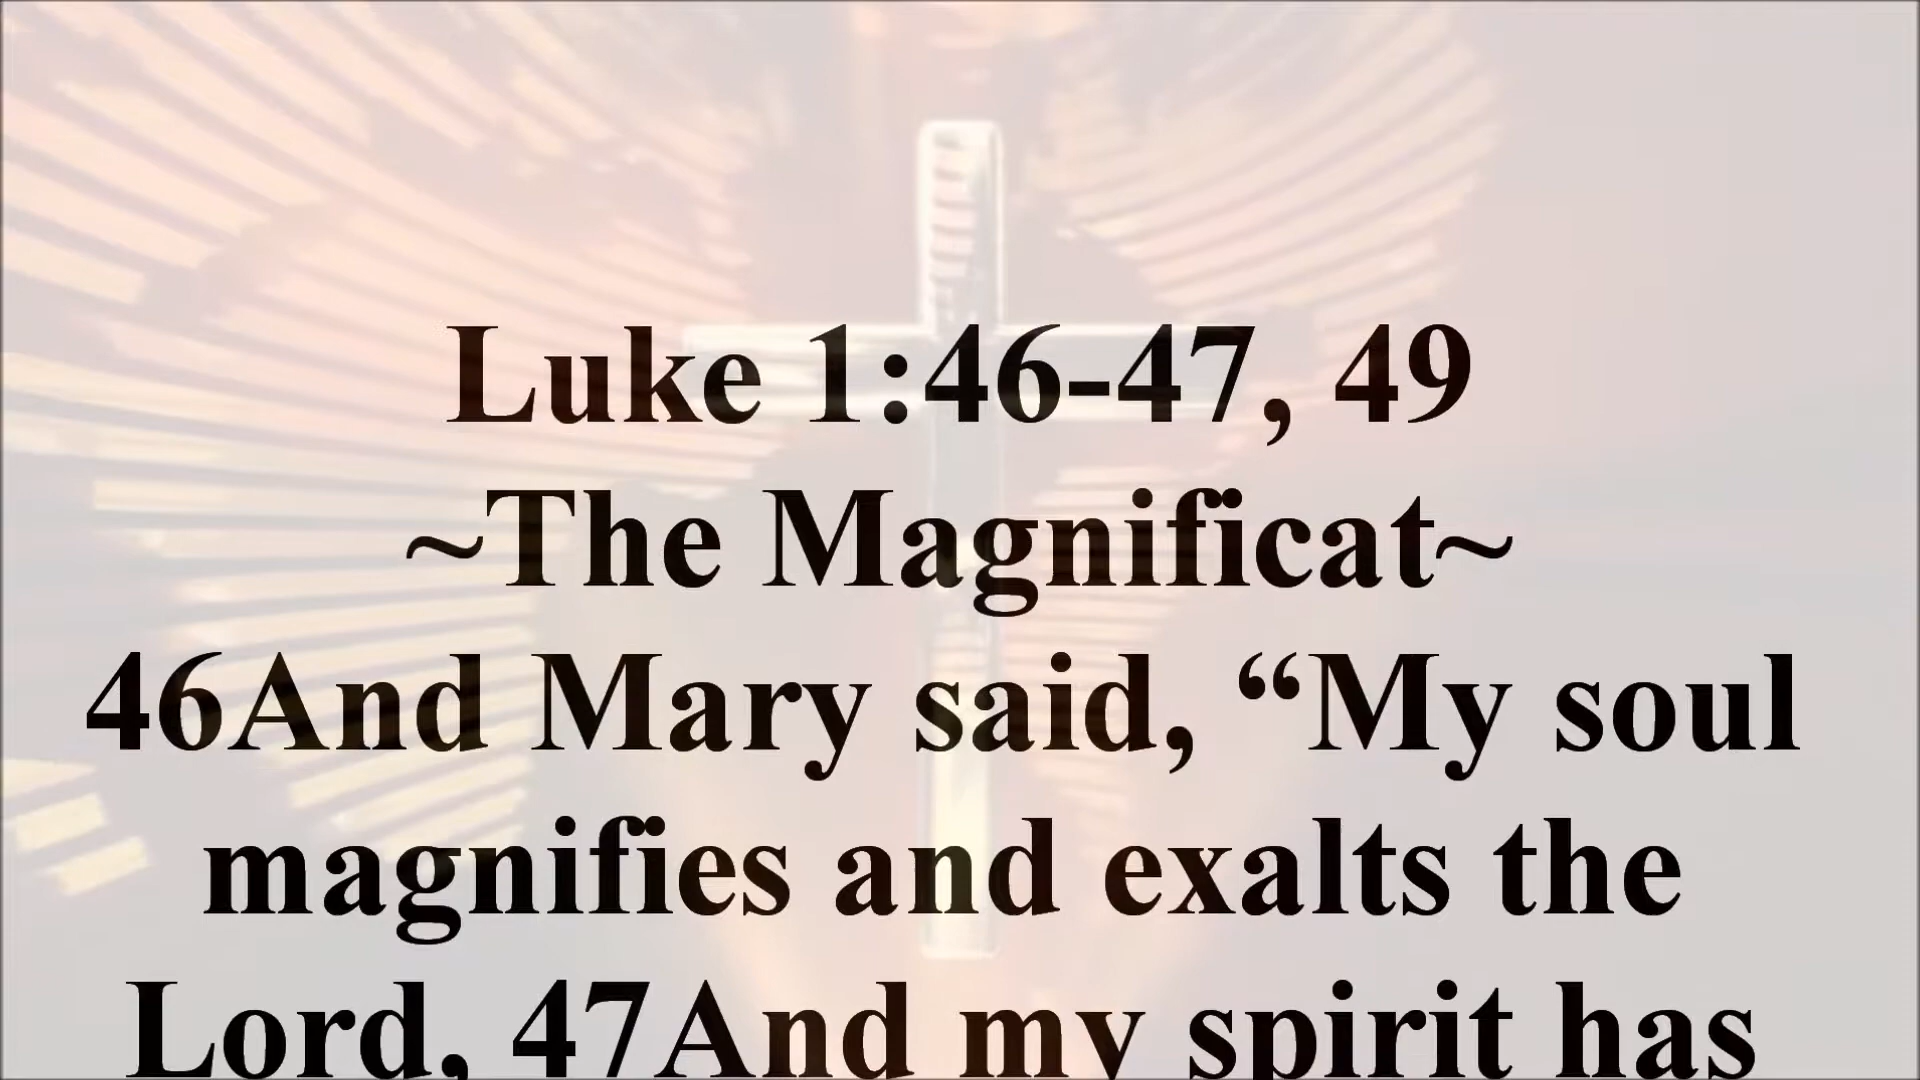 Luke 1:46-47, 49
~The Magnificat~
46And Mary said, “My soul
magnifies and exalts the
Lord, 47And my spirit has